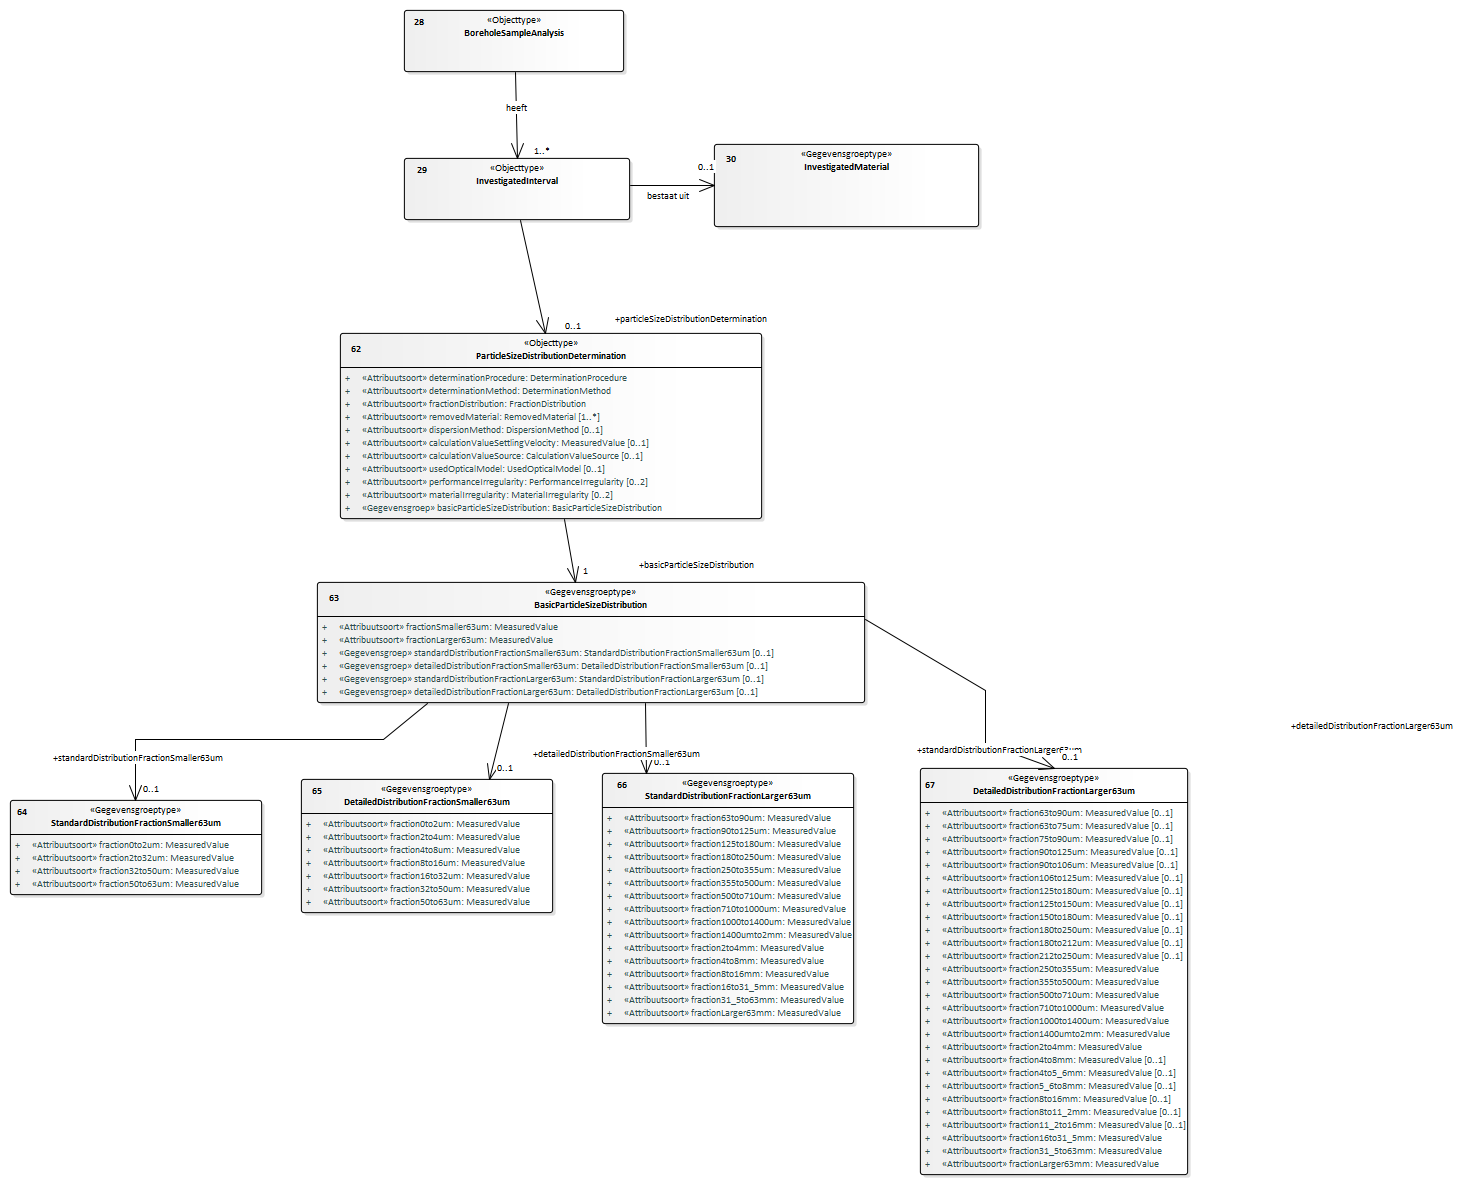 28
«Objecttype»
BoreholeSampleAnalysis
heeft
1..*
29
«Objecttype»
InvestigatedInterval
0..1
bestaat uit
30
«Gegevensgroeptype»
InvestigatedMaterial
+particleSizeDistributionDetermination
0..1
62
«Objecttype»
ParticleSizeDistributionDetermination
+ «Attribuutsoort» determinationProcedure: DeterminationProcedure
+ «Attribuutsoort» determinationMethod: DeterminationMethod
+ «Attribuutsoort» fractionDistribution: FractionDistribution
+ «Attribuutsoort» removedMaterial: RemovedMaterial [1..*]
+ «Attribuutsoort» dispersionMethod: DispersionMethod [0..1]
+ «Attribuutsoort» calculationValueSettlingVelocity: MeasuredValue [0..1]
+ «Attribuutsoort» calculationValueSource: CalculationValueSource [0..1]
+ «Attribuutsoort» usedOpticalModel: UsedOpticalModel [0..1]
+ «Attribuutsoort» performanceIrregularity: PerformanceIrregularity [0..2]
+ «Attribuutsoort» materialIrregularity: MaterialIrregularity [0..2]
+ «Gegevensgroep» basicParticleSizeDistribution: BasicParticleSizeDistribution
+basicParticleSizeDistribution
1
63
«Gegevensgroeptype»
BasicParticleSizeDistribution
+ «Attribuutsoort» fractionSmaller63um: MeasuredValue
+ «Attribuutsoort» fractionLarger63um: MeasuredValue
+ «Gegevensgroep» standardDistributionFractionSmaller63um: StandardDistributionFractionSmaller63um [0..1]
+ «Gegevensgroep» detailedDistributionFractionSmaller63um: DetailedDistributionFractionSmaller63um [0..1]
+ «Gegevensgroep» standardDistributionFractionLarger63um: StandardDistributionFractionLarger63um [0..1]
+ «Gegevensgroep» detailedDistributionFractionLarger63um: DetailedDistributionFractionLarger63um [0..1]
+standardDistributionFractionSmaller63um
0..1
64
«Gegevensgroeptype»
StandardDistributionFractionSmaller63um
+ «Attribuutsoort» fraction0to2um: MeasuredValue
+ «Attribuutsoort» fraction2to32um: MeasuredValue
+ «Attribuutsoort» fraction32to50um: MeasuredValue
+ «Attribuutsoort» fraction50to63um: MeasuredValue
+detailedDistributionFractionSmaller63um
0..1
65
«Gegevensgroeptype»
DetailedDistributionFractionSmaller63um
+ «Attribuutsoort» fraction0to2um: MeasuredValue
+ «Attribuutsoort» fraction2to4um: MeasuredValue
+ «Attribuutsoort» fraction4to8um: MeasuredValue
+ «Attribuutsoort» fraction8to16um: MeasuredValue
+ «Attribuutsoort» fraction16to32um: MeasuredValue
+ «Attribuutsoort» fraction32to50um: MeasuredValue
+ «Attribuutsoort» fraction50to63um: MeasuredValue
0..1
66
«Gegevensgroeptype»
StandardDistributionFractionLarger63um
+ «Attribuutsoort» fraction63to90um: MeasuredValue
+ «Attribuutsoort» fraction90to125um: MeasuredValue
+ «Attribuutsoort» fraction125to180um: MeasuredValue
+ «Attribuutsoort» fraction180to250um: MeasuredValue
+ «Attribuutsoort» fraction250to355um: MeasuredValue
+ «Attribuutsoort» fraction355to500um: MeasuredValue
+ «Attribuutsoort» fraction500to710um: MeasuredValue
+ «Attribuutsoort» fraction710to1000um: MeasuredValue
+ «Attribuutsoort» fraction1000to1400um: MeasuredValue
+ «Attribuutsoort» fraction1400umto2mm: MeasuredValue
+ «Attribuutsoort» fraction2to4mm: MeasuredValue
+ «Attribuutsoort» fraction4to8mm: MeasuredValue
+ «Attribuutsoort» fraction8to16mm: MeasuredValue
+ «Attribuutsoort» fraction16to31_5mm: MeasuredValue
+ «Attribuutsoort» fraction31_5to63mm: MeasuredValue
+ «Attribuutsoort» fractionLarger63mm: MeasuredValue
+detailedDistributionFractionLarger63um
+standardDistributionFractionLarger63um
0..1
67
«Gegevensgroeptype»
DetailedDistributionFractionLarger63um
+ «Attribuutsoort» fraction63to90um: MeasuredValue [0..1]
+ «Attribuutsoort» fraction63to75um: MeasuredValue [0..1]
+ «Attribuutsoort» fraction75to90um: MeasuredValue [0..1]
+ «Attribuutsoort» fraction90to125um: MeasuredValue [0..1]
+ «Attribuutsoort» fraction90to106um: MeasuredValue [0..1]
+ «Attribuutsoort» fraction106to125um: MeasuredValue [0..1]
+ «Attribuutsoort» fraction125to180um: MeasuredValue [0..1]
+ «Attribuutsoort» fraction125to150um: MeasuredValue [0..1]
+ «Attribuutsoort» fraction150to180um: MeasuredValue [0..1]
+ «Attribuutsoort» fraction180to250um: MeasuredValue [0..1]
+ «Attribuutsoort» fraction180to212um: MeasuredValue [0..1]
+ «Attribuutsoort» fraction212to250um: MeasuredValue [0..1]
+ «Attribuutsoort» fraction250to355um: MeasuredValue
+ «Attribuutsoort» fraction355to500um: MeasuredValue
+ «Attribuutsoort» fraction500to710um: MeasuredValue
+ «Attribuutsoort» fraction710to1000um: MeasuredValue
+ «Attribuutsoort» fraction1000to1400um: MeasuredValue
+ «Attribuutsoort» fraction1400umto2mm: MeasuredValue
+ «Attribuutsoort» fraction2to4mm: MeasuredValue
+ «Attribuutsoort» fraction4to8mm: MeasuredValue [0..1]
+ «Attribuutsoort» fraction4to5_6mm: MeasuredValue [0..1]
+ «Attribuutsoort» fraction5_6to8mm: MeasuredValue [0..1]
+ «Attribuutsoort» fraction8to16mm: MeasuredValue [0..1]
+ «Attribuutsoort» fraction8to11_2mm: MeasuredValue [0..1]
+ «Attribuutsoort» fraction11_2to16mm: MeasuredValue [0..1]
+ «Attribuutsoort» fraction16to31_5mm: MeasuredValue
+ «Attribuutsoort» fraction31_5to63mm: MeasuredValue
+ «Attribuutsoort» fractionLarger63mm: MeasuredValue